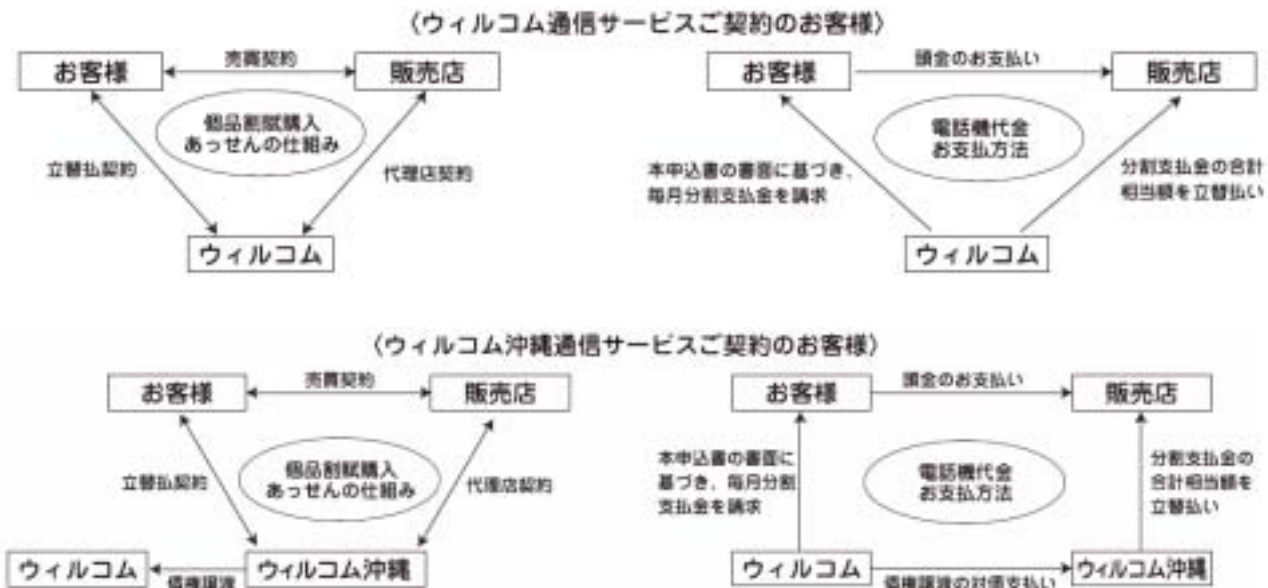 〈ウィルコム通信サービスご契約のお客様〉
お客様
売買契約
販売店
個品割賦購入
あっせんの仕組み
立替払契約
代理店契約
ウィルコム
お客様
頭金のお支払い
販売店
電話機代金
お支払方法
本申込書の書面に基づき、
毎月分割支払金を請求
分割支払金の合計
相当額を立替払い
ウィルコム
〈ウィルコム沖縄通信サービスご契約のお客様〉
お客様
売買契約
販売店
個品割賦購入
あっせんの仕組み
立替払契約
代理店契約
ウィルコム
債権譲渡
ウィルコム沖縄
お客様
頭金のお支払い
販売店
本申込書の書面に
基づき、毎月分割
支払金を請求
電話機代金
お支払方法
分割支払金の
合計相当額を
立替払い
ウィルコム
債権譲渡の対価支払い
ウィルコム沖縄